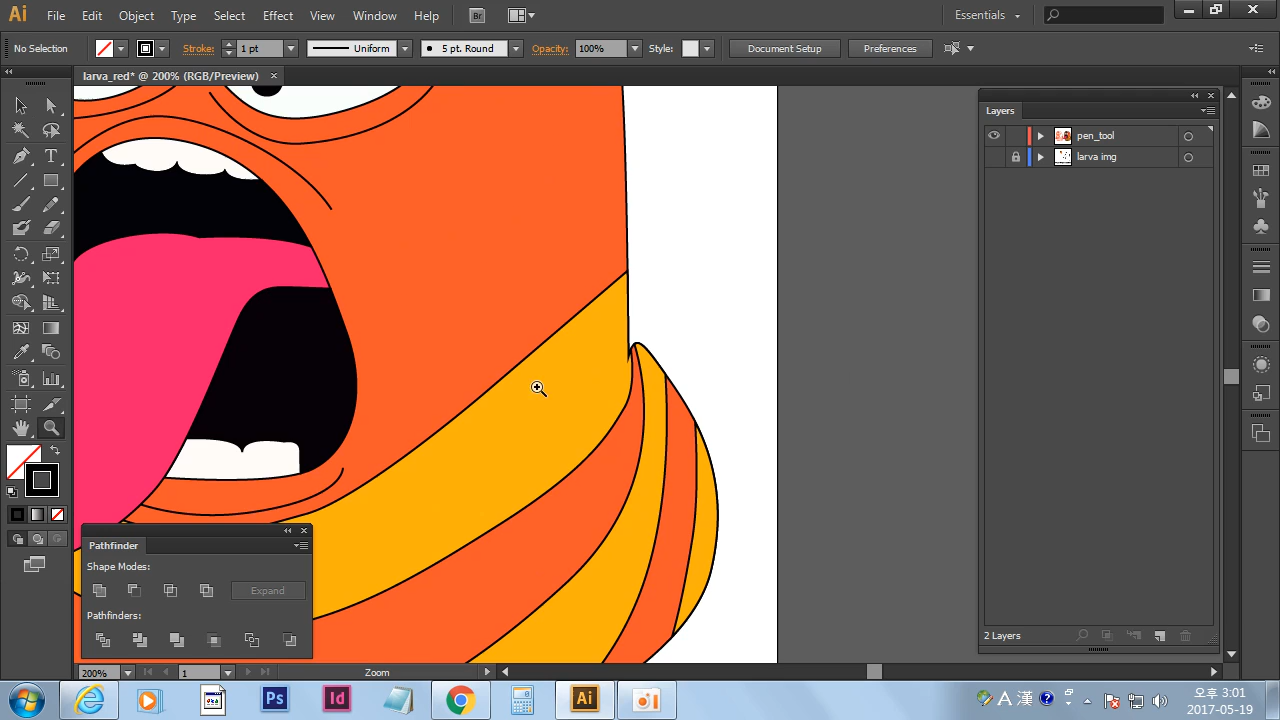 Ai File Edit Object Type Select Effect View Window Help Br Essentials
No Selection Stroke: 1 pt Uniform 5 pt. Round Opacity: 100% Style: Document Setup Preferences
larva_red* @ 200% (RGB/Preview)
Layers
pen_tool
larva img
T
Pathfinder
Shape Modes:
Expand
Pathfinders:
2 Layers
200% 1 Zoom
Ps Id Ai A 漢 오후 3:01
2017-05-19